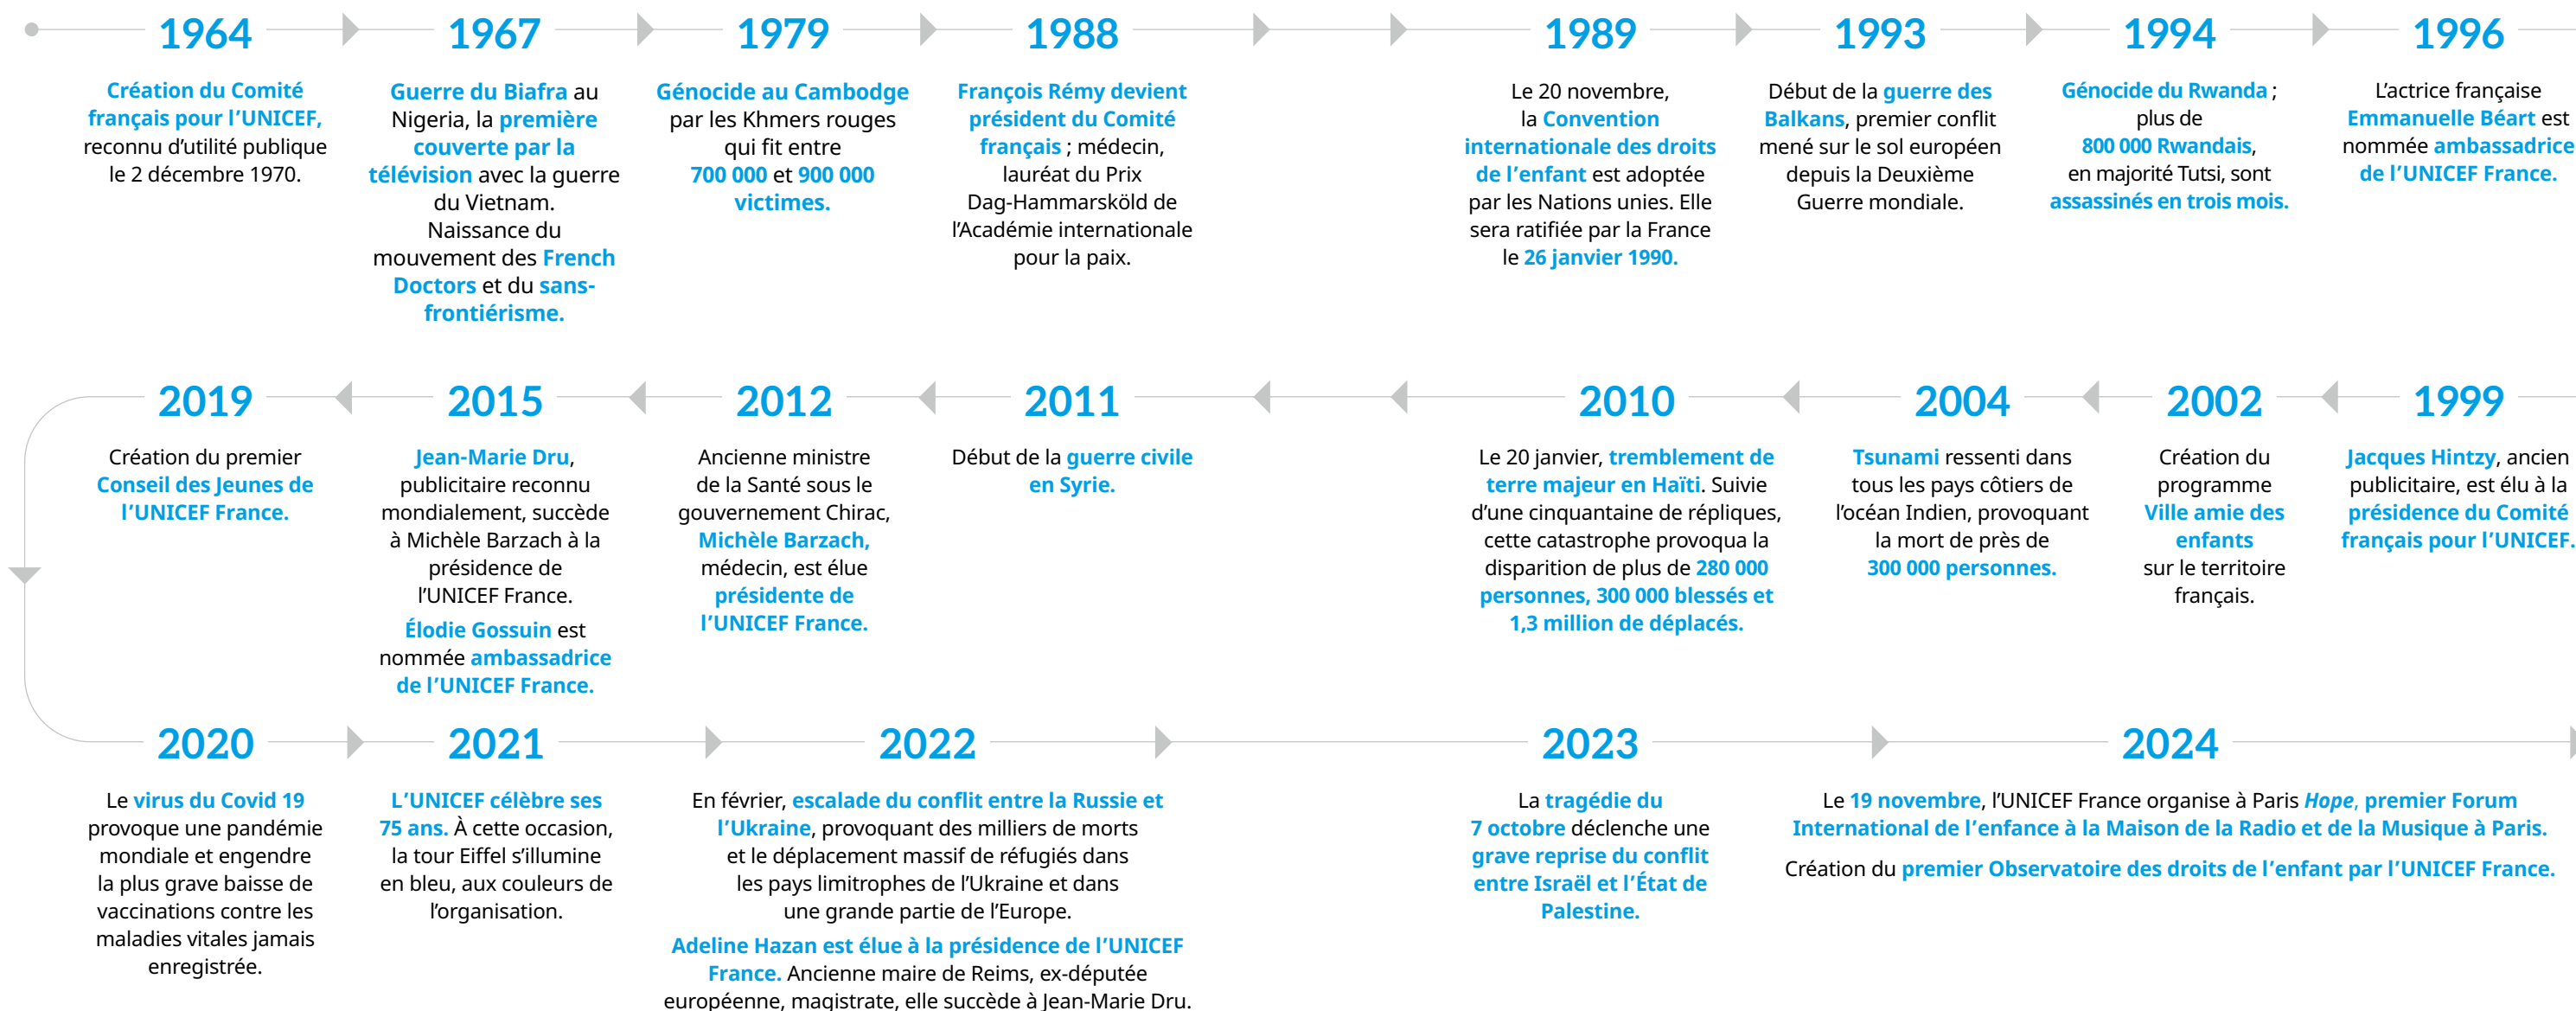 1964
Création du Comité
français pour l’UNICEF,
reconnu d’utilité publique
le 2 décembre 1970.
1967
Guerre du Biafra au
Nigeria, la première
couverte par la
télévision avec la guerre
du Vietnam.
Naissance du
mouvement des French
Doctors et du sans-
frontiérisme.
1979
Génocide au Cambodge
par les Khmers rouges
qui fit entre
700 000 et 900 000
victimes.
1988
François Rémy devient
président du Comité
français ; médecin,
lauréat du Prix
Dag-Hammarsköld de
l’Académie internationale
pour la paix.
1989
Le 20 novembre,
la Convention
internationale des droits
de l’enfant est adoptée
par les Nations unies. Elle
sera ratifiée par la France
le 26 janvier 1990.
1993
Début de la guerre des
Balkans, premier conflit
mené sur le sol européen
depuis la Deuxième
Guerre mondiale.
1994
Génocide du Rwanda ;
plus de
800 000 Rwandais,
en majorité Tutsi, sont
assassinés en trois mois.
1996
L’actrice française
Emmanuelle Béart est
nommée ambassadrice
de l’UNICEF France.
1999
Jacques Hintzy, ancien
publicitaire, est élu à la
présidence du Comité
français pour l’UNICEF.
2002
Création du
programme
Ville amie des
enfants
sur le territoire
français.
2004
Tsunami ressenti dans
tous les pays côtiers de
l’océan Indien, provoquant
la mort de près de
300 000 personnes.
2010
Le 20 janvier, tremblement de
terre majeur en Haïti. Suivie
d’une cinquantaine de répliques,
cette catastrophe provoqua la
disparition de plus de 280 000
personnes, 300 000 blessés et
1,3 million de déplacés.
2011
Début de la guerre civile
en Syrie.
2012
Ancienne ministre
de la Santé sous le
gouvernement Chirac,
Michèle Barzach,
médecin, est élue
présidente de
l’UNICEF France.
2015
Jean-Marie Dru,
publicitaire reconnu
mondialement, succède
à Michèle Barzach à la
présidence de
l’UNICEF France.
Élodie Gossuin est
nommée ambassadrice
de l’UNICEF France.
2019
Création du premier
Conseil des Jeunes de
l’UNICEF France.
2020
Le virus du Covid 19
provoque une pandémie
mondiale et engendre
la plus grave baisse de
vaccinations contre les
maladies vitales jamais
enregistrée.
2021
L’UNICEF célèbre ses
75 ans. À cette occasion,
la tour Eiffel s’illumine
en bleu, aux couleurs de
l’organisation.
2022
En février, escalade du conflit entre la Russie et
l’Ukraine, provoquant des milliers de morts
et le déplacement massif de réfugiés dans
les pays limitrophes de l’Ukraine et dans
une grande partie de l’Europe.
Adeline Hazan est élue à la présidence de l’UNICEF
France. Ancienne maire de Reims, ex-députée
européenne, magistrate, elle succède à Jean-Marie Dru.
2023
La tragédie du
7 octobre déclenche une
grave reprise du conflit
entre Israël et l’État de
Palestine.
2024
Le 19 novembre, l’UNICEF France organise à Paris Hope, premier Forum
International de l’enfance à la Maison de la Radio et de la Musique à Paris.
Création du premier Observatoire des droits de l’enfant par l’UNICEF France.